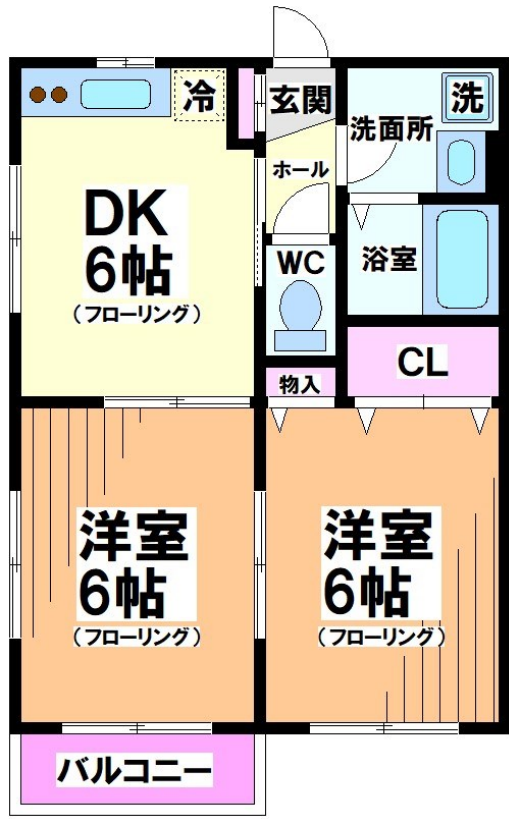 冷
玄関
洗
洗面所
ホール
DK
6帖
(フローリング)
WC
浴室
CL
物入
洋室
6帖
(フローリング)
洋室
6帖
(フローリング)
バルコニー